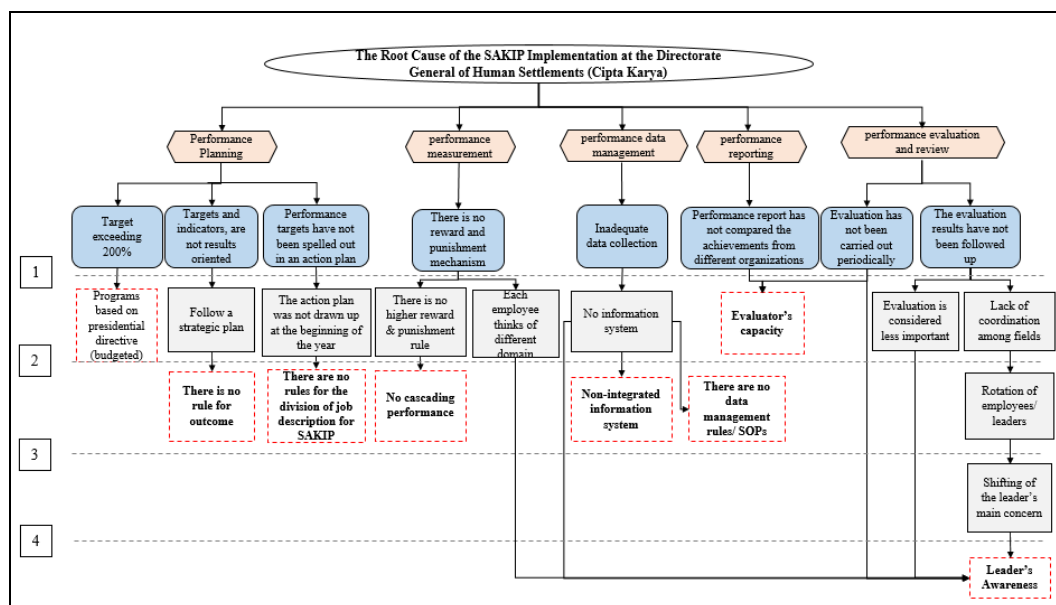 The Root Cause of the SAKIP Implementation at the Directorate
General of Human Settlements (Cipta Karya)
Performance
Planning
performance
measurement
performance data
management
performance
reporting
performance evaluation
and review
Target
exceeding
200%
Targets and
indicators, are
not results
oriented
Performance
targets have not
been spelled out
in an action plan
There is no
reward and
punishment
mechanism
Inadequate
data collection
Performance report has
not compared the
achievements from
different organizations
Evaluation has
not been
carried out
periodically
The evaluation
results have not
been followed
up
1
Programs
based on
presidential
directive
(budgeted)
Follow a
strategic plan
The action plan
was not drawn up
at the beginning of
the year
There is no
higher reward
& punishment
rule
Each
employee
thinks of
different
domain
No information
system
Evaluator's
capacity
Evaluation is
considered
less important
Lack of
coordination
among fields
2
There is no
rule for
outcome
There are no
rules for the
division of job
description for
SAKIP
No cascading
performance
Non-integrated
information
system
There are no
data
management
rules/ SOPs
Rotation of
employees/
leaders
3
Shifting of
the leader's
main concern
4
Leader's
Awareness